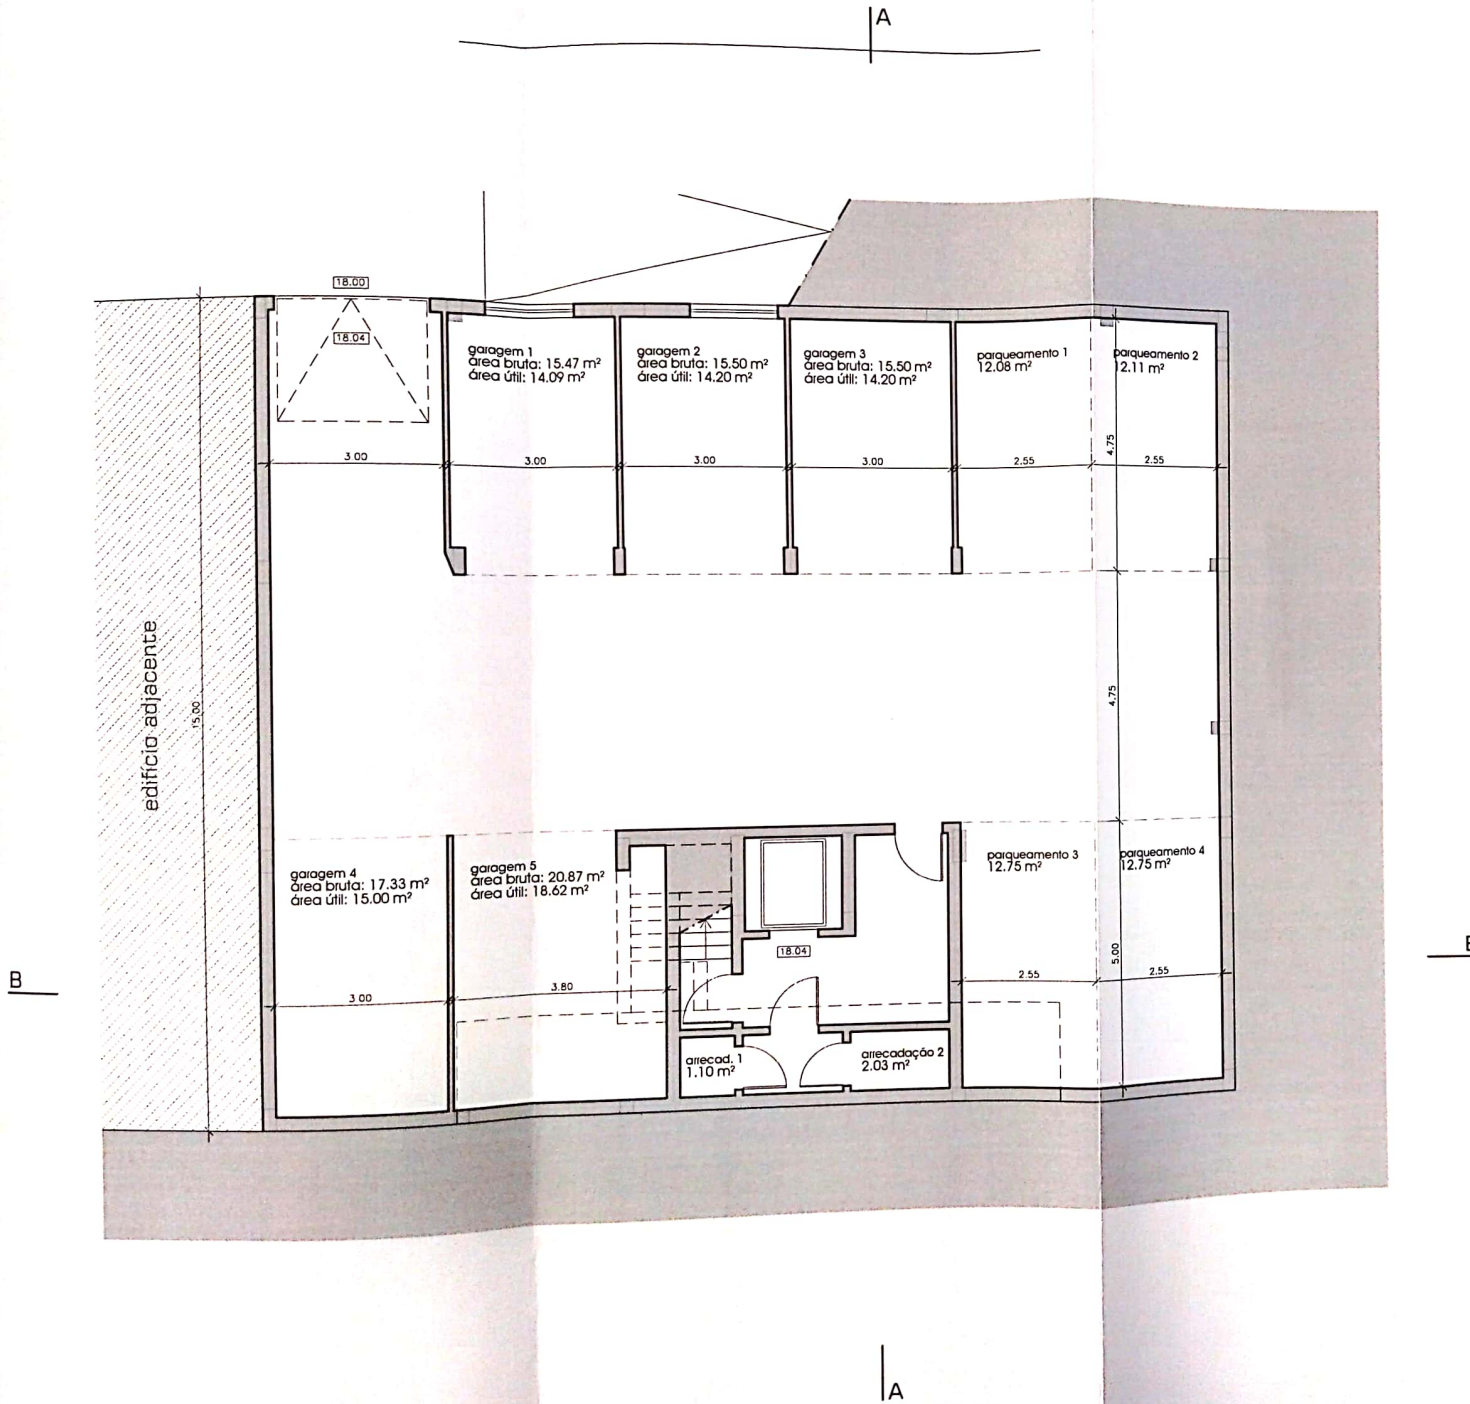 A
18.00
18.04
garagem 1
área bruta: 15.47 m²
área útil: 14.09 m²
garagem 2
área bruta: 15.50 m²
área útil: 14.20 m²
garagem 3
área bruta: 15.50 m²
área útil: 14.20 m²
parqueamento 1
12.08 m²
parqueamento 2
12.11 m²
4.75
3.00
3.00
3.00
3.00
2.55
2.55
edifício adjacente
15.00
4.75
garagem 4
área bruta: 17.33 m²
área útil: 15.00 m²
garagem 5
área bruta: 20.87 m²
área útil: 18.62 m²
parqueamento 3
12.75 m²
parqueamento 4
12.75 m²
18.04
5.00
B
3.00
3.80
2.55
2.55
arrecad. 1
1.10 m²
arrecadação 2
2.03 m²
A